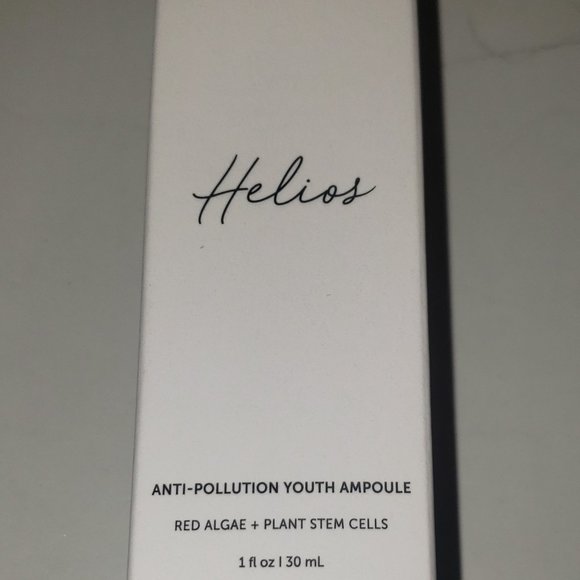 Helios
ANTI-POLLUTION YOUTH AMPOULE
RED ALGAE + PLANT STEM CELLS
1 fl oz | 30 mL